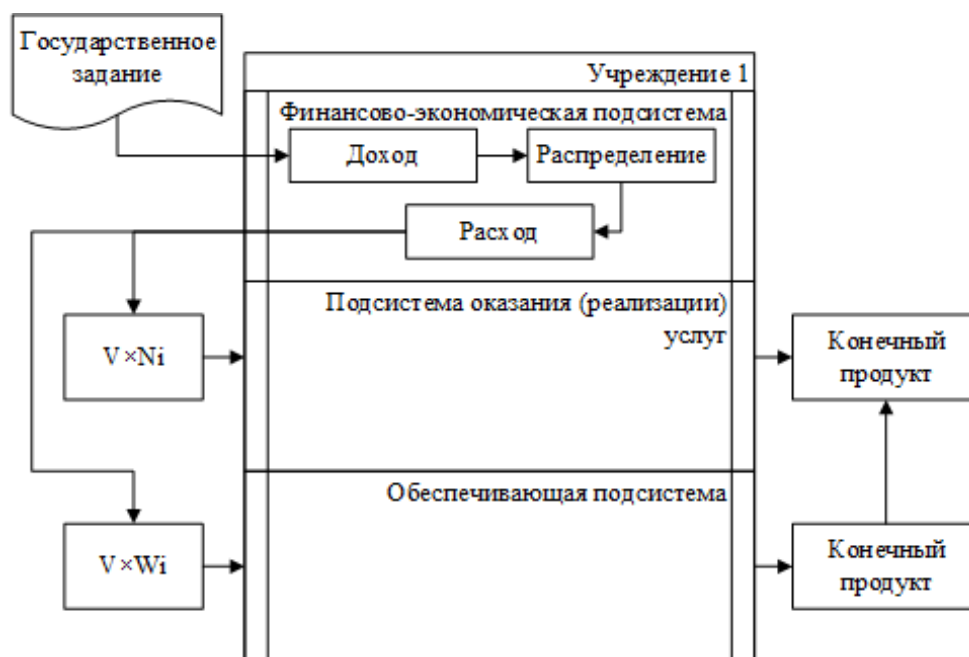 Государственное
задание
Учреждение 1
Финансово-экономическая подсистема
Доход
Распределение
Расход
Подсистема оказания (реализации)
услуг
V×Ni
Конечный
продукт
Обеспечивающая подсистема
V×Wi
Конечный
продукт